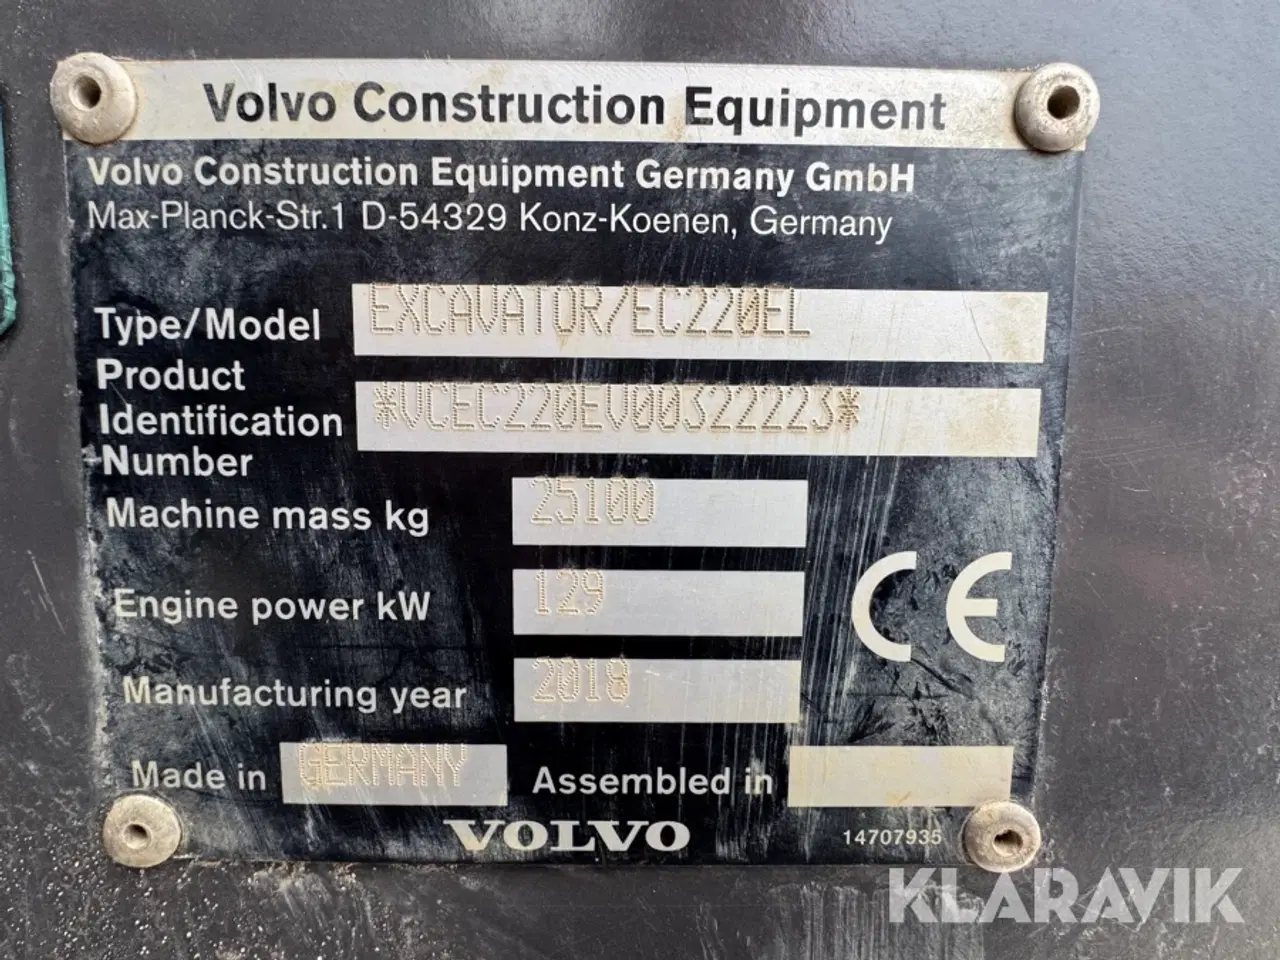 Volvo Construction Equipment
Volvo Construction Equipment Germany GmbH
Max-Planck-Str.1 D-54329 Konz-Koenen, Germany
Type/Model EXCAVATOR/EC220EL
Product
Identification *VCEC220EV00322223*
Number
Machine mass kg 25100
Engine power kW 129
Manufacturing year 2018
CE
Made in GERMANY Assembled in
VOLVO 14707935
KLARAVIK